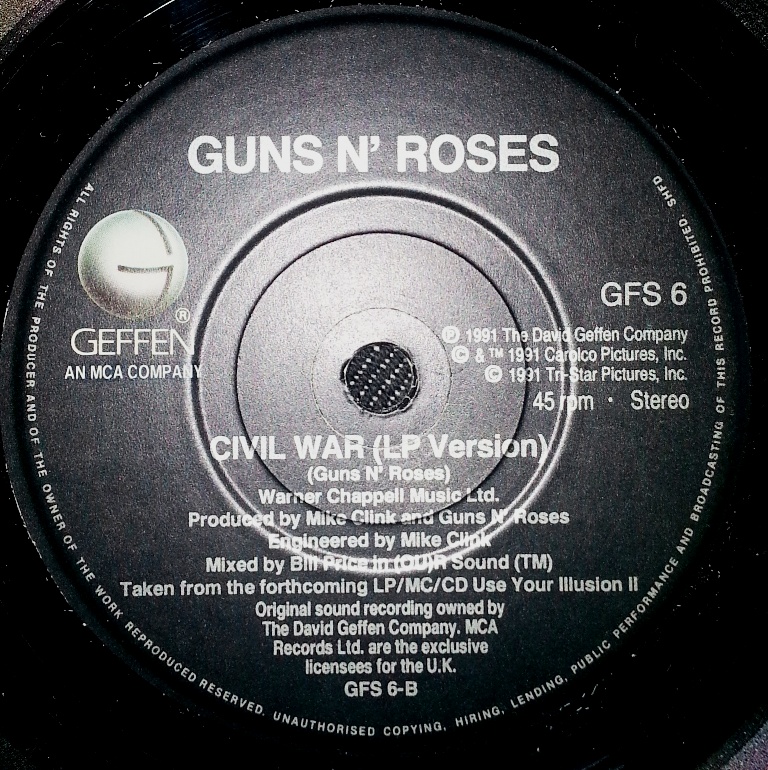 GUNS N' ROSES
GEFFEN ®
AN MCA COMPANY
GFS 6
℗ 1991 The David Geffen Company
© & ™ 1991 Carolco Pictures, Inc.
© 1991 Tri-Star Pictures, Inc.
45 rpm · Stereo
CIVIL WAR (LP Version)
(Guns N' Roses)
Warner Chappell Music Ltd.
Produced by Mike Clink and Guns N' Roses
Engineered by Mike Clink
Mixed by Bill Price in (OU)R Sound (TM)
Taken from the forthcoming LP/MC/CD Use Your Illusion II
Original sound recording owned by
The David Geffen Company. MCA
Records Ltd. are the exclusive
licensees for the U.K.
GFS 6-B
ALL RIGHTS OF THE PRODUCER AND OF THE OWNER OF THE WORK REPRODUCED RESERVED. UNAUTHORISED COPYING, HIRING, LENDING, PUBLIC PERFORMANCE AND BROADCASTING OF THIS RECORD PROHIBITED. SHFD